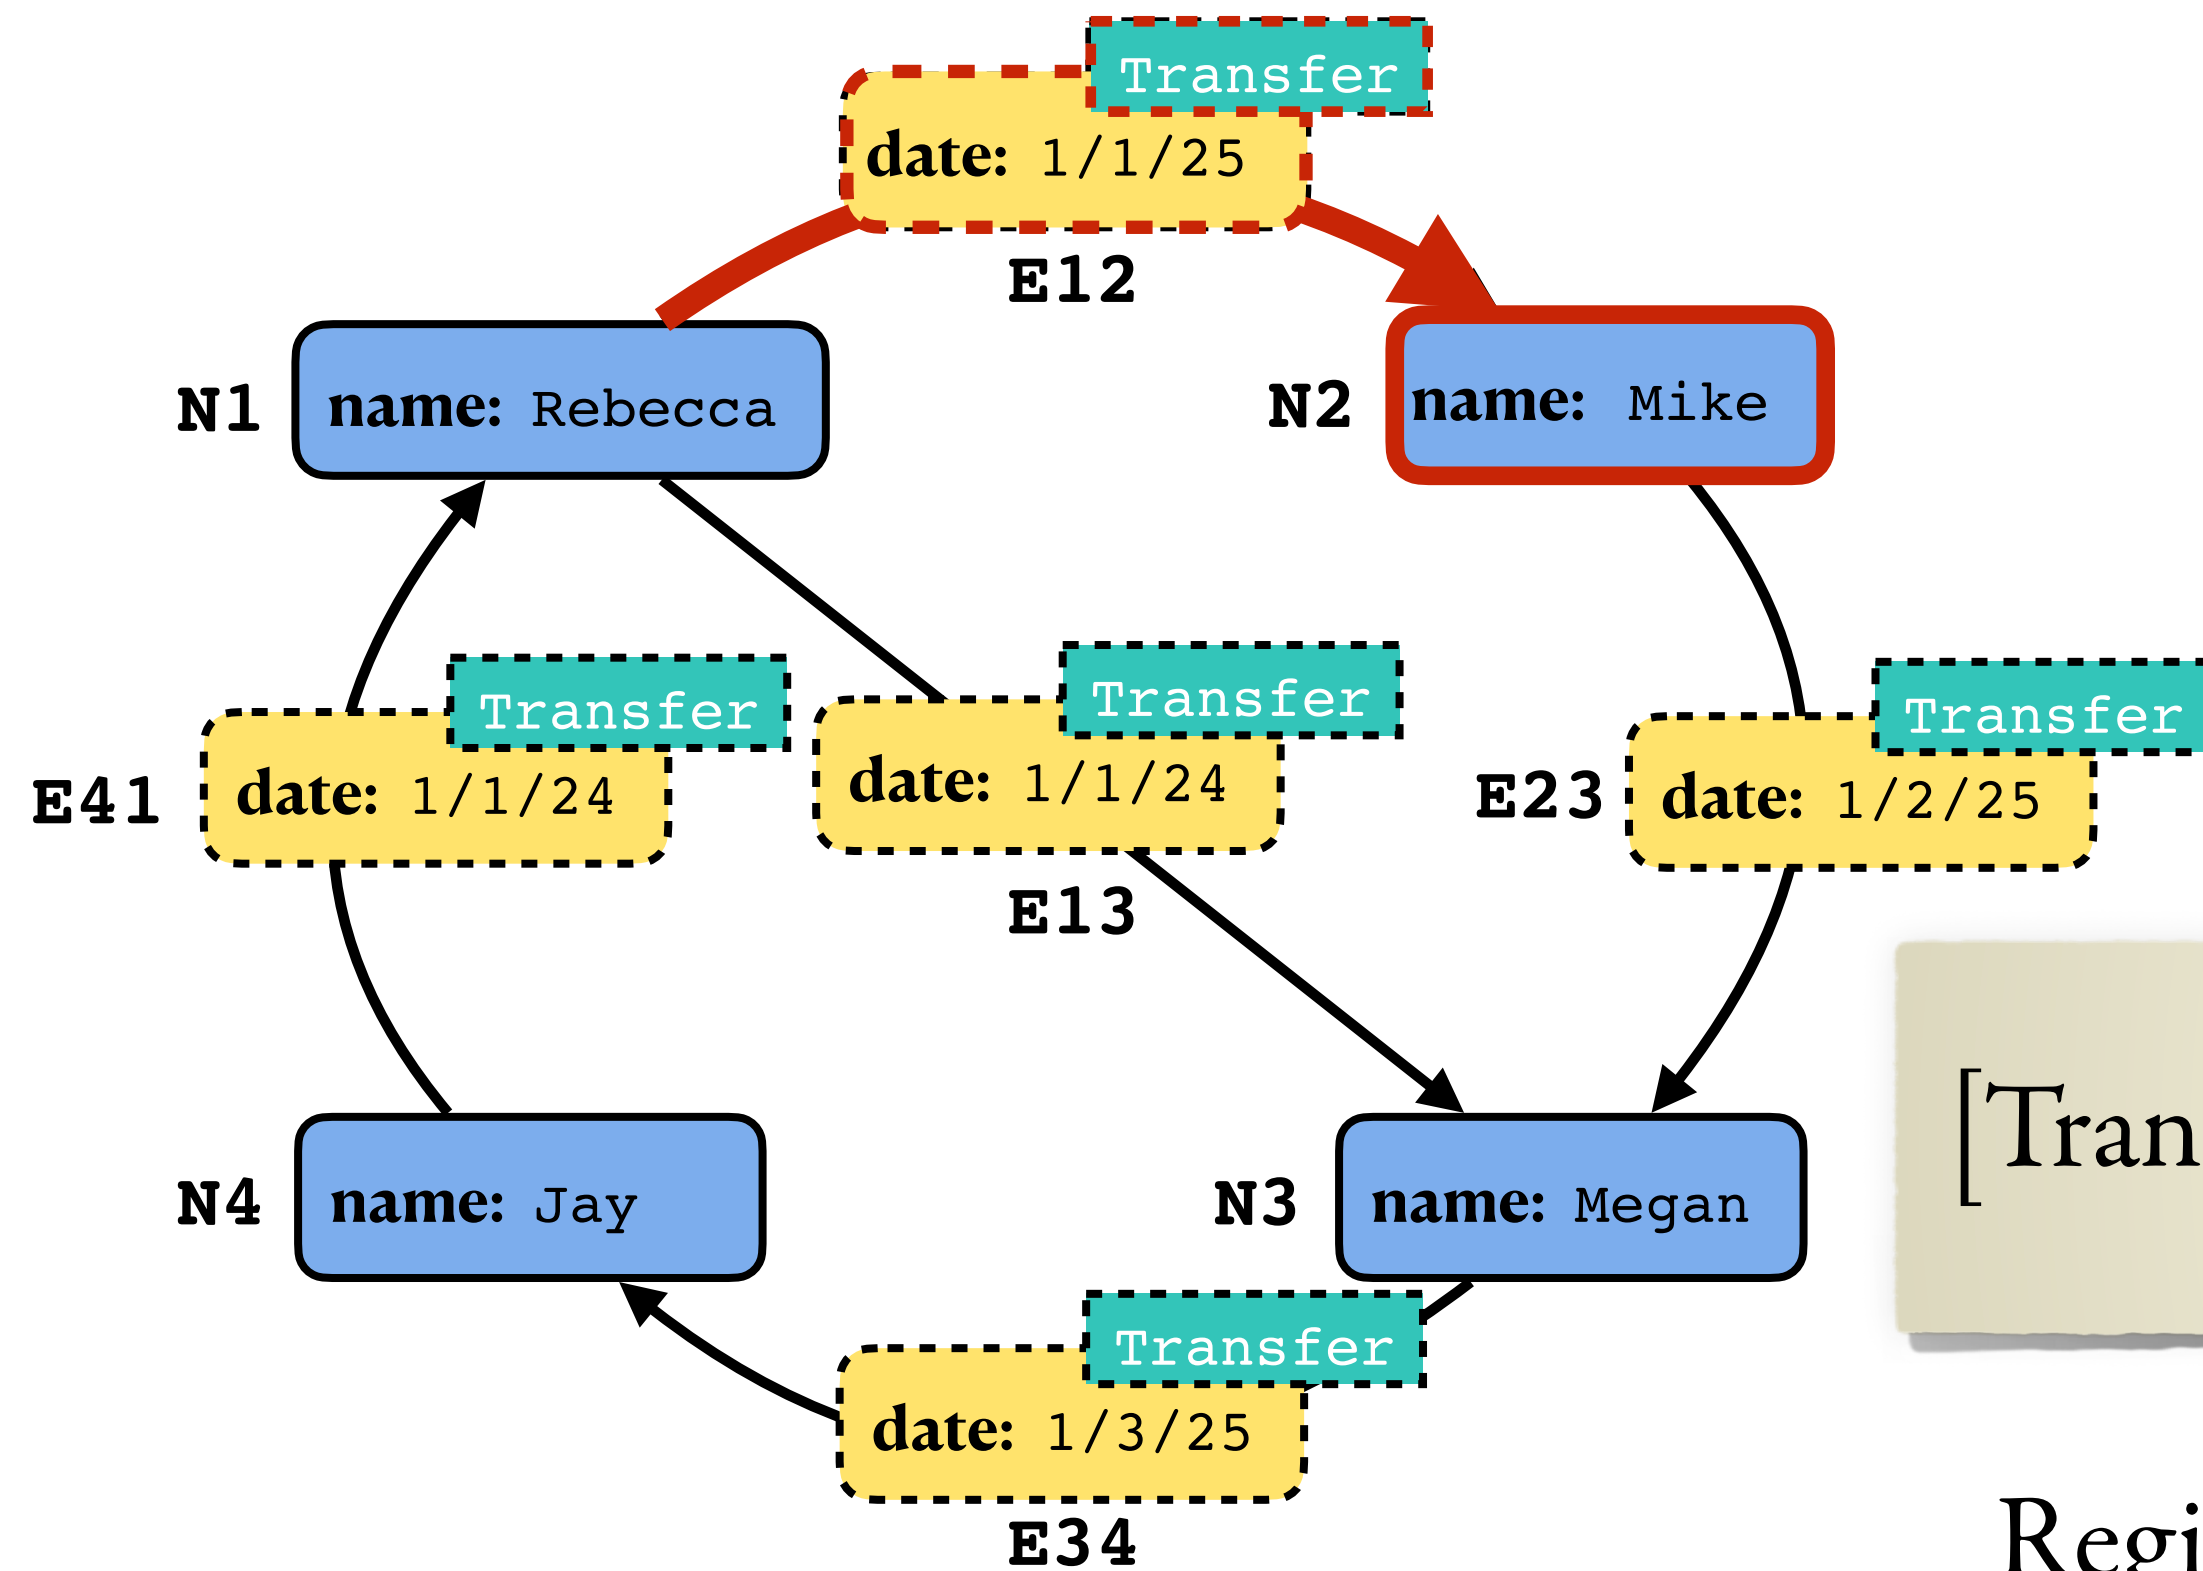 Transfer
date: 1/1/25
E12
N1 name: Rebecca
N2 name: Mike
Transfer
Transfer
Transfer
E41 date: 1/1/24
date: 1/1/24
E23 date: 1/2/25
E13
[Tran
N4 name: Jay
N3 name: Megan
Transfer
date: 1/3/25
E34
Regi